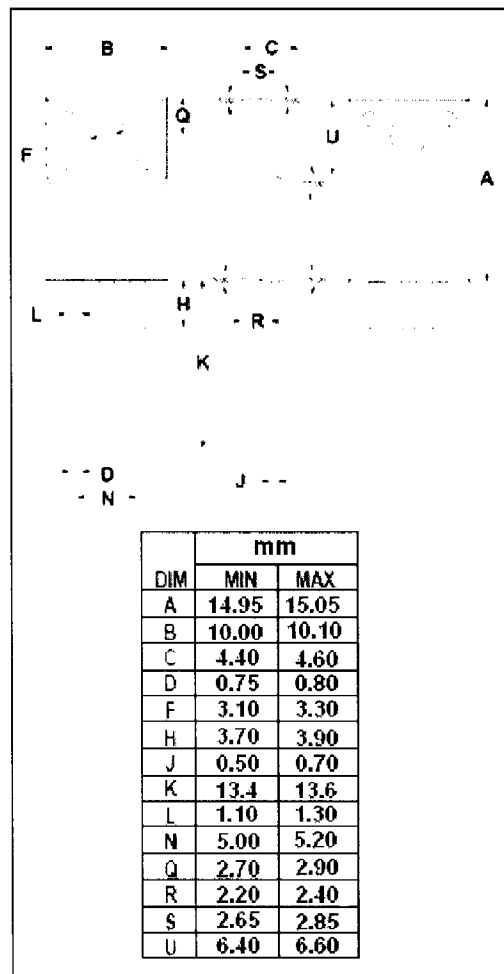 B C
S
Q
U
F
A
L H R
K
D J
N
mm
DIM MIN MAX
A 14.95 15.05
B 10.00 10.10
C 4.40 4.60
D 0.75 0.80
F 3.10 3.30
H 3.70 3.90
J 0.50 0.70
K 13.4 13.6
L 1.10 1.30
N 5.00 5.20
Q 2.70 2.90
R 2.20 2.40
S 2.65 2.85
U 6.40 6.60